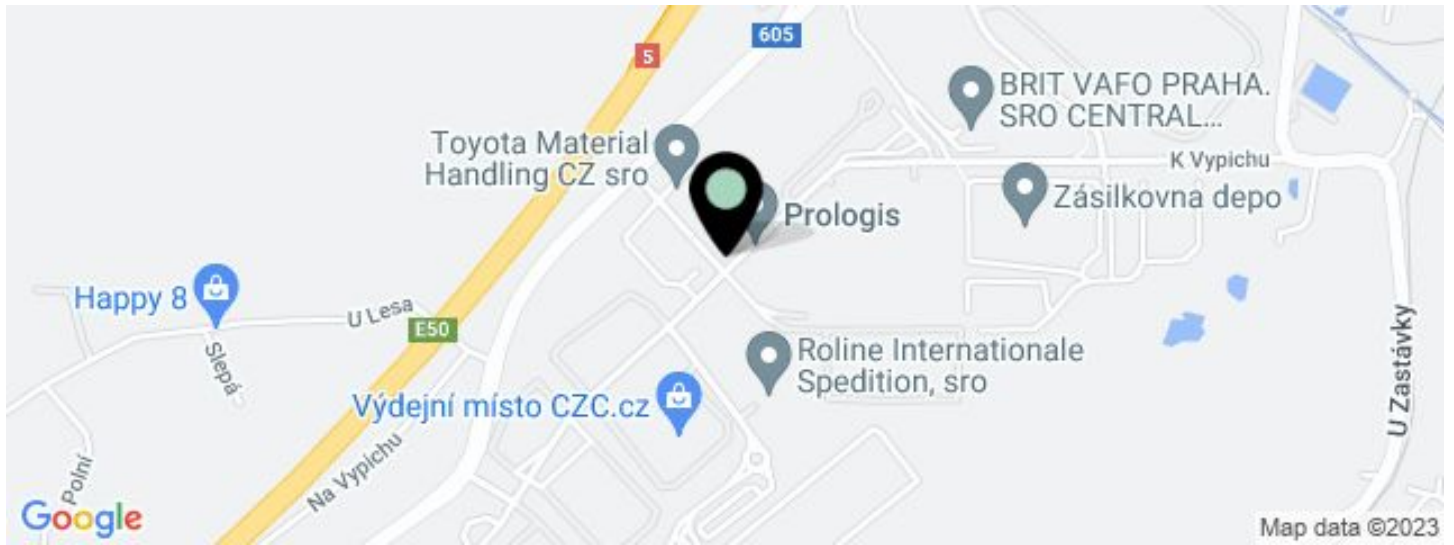 605
5
BRIT VAFO PRAHA.
SRO CENTRAL...
Toyota Material
Handling CZ sro
K Vypichu
Zásilkovna depo
Prologis
Happy 8
U Lesa
E50
Slepá
Roline Internationale
Spedition, sro
Výdejní místo CZC.cz
U Zastávky
Na Vypichu
Polní
Google
Map data ©2023